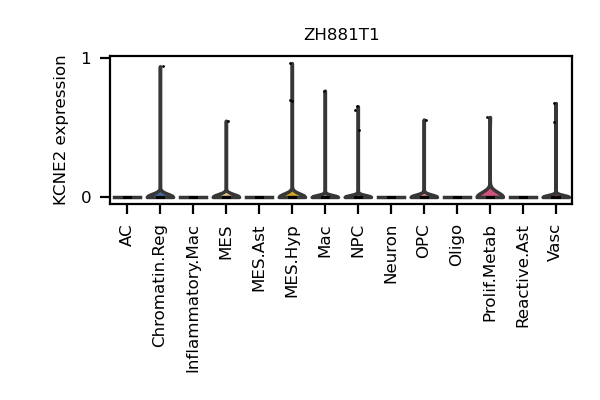 ZH881T1
KCNE2 expression
1
0
AC
Chromatin.Reg
Inflammatory.Mac
MES
MES.Ast
MES.Hyp
Mac
NPC
Neuron
OPC
Oligo
Prolif.Metab
Reactive.Ast
Vasc